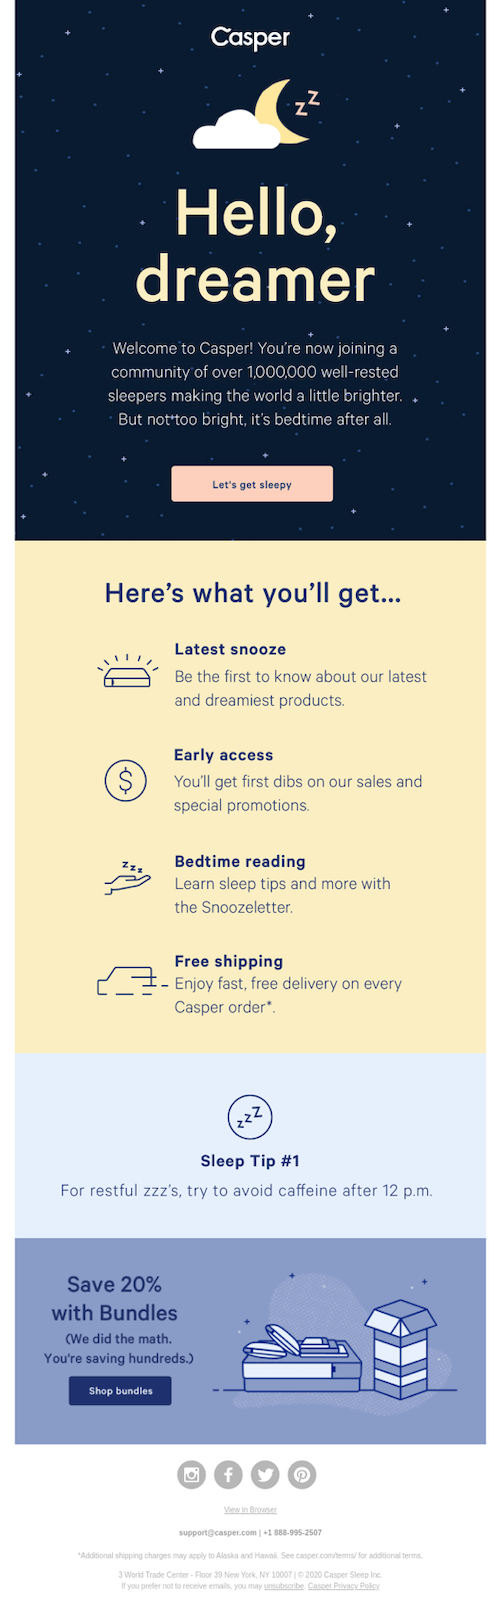 Casper
z z
Hello,
dreamer
Welcome to Casper! You're now joining a
community of over 1,000,000 well-rested
sleepers making the world a little brighter.
But not too bright, it's bedtime after all.
Let's get sleepy
Here's what you'll get...
Latest snooze
Be the first to know about our latest
and dreamiest products.
$
Early access
You'll get first dibs on our sales and
special promotions.
z z z
Bedtime reading
Learn sleep tips and more with
the Snoozeletter.
Free shipping
Enjoy fast, free delivery on every
Casper order*.
z z z
Sleep Tip #1
For restful zzz's, try to avoid caffeine after 12 p.m.
Save 20%
with Bundles
(We did the math.
You're saving hundreds.)
Shop bundles
View in Browser
support@casper.com | +1 888-995-2507
*Additional shipping charges may apply to Alaska and Hawaii. See casper.com/terms/ for additional terms.
3 World Trade Center - Floor 39 New York, NY 10007 | © 2020 Casper Sleep Inc.
If you prefer not to receive emails, you may unsubscribe. Casper Privacy Policy